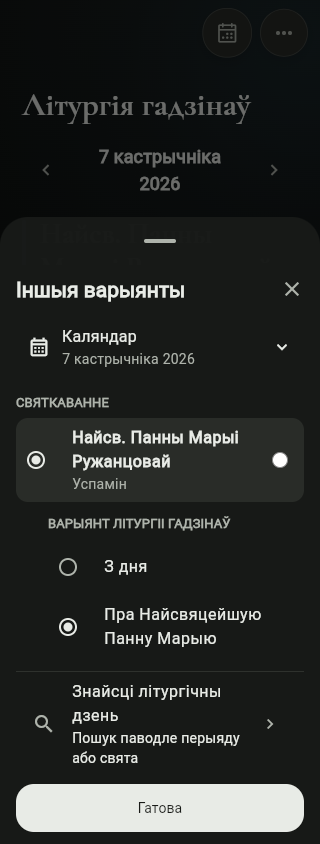 Літургія гадзінаў
7 кастрычніка
2026
Іншыя варыянты
Каляндар
7 кастрычніка 2026
СВЯТКАВАННЕ
Найсв. Панны Марыі
Ружанцовай
Успамін
ВАРЫЯНТ ЛІТУРГІІ ГАДЗІНАЎ
З дня
Пра Найсвяцейшую
Панну Марыю
Знайсці літургічны
дзень
Пошук паводле перыяду
або свята
Гатова